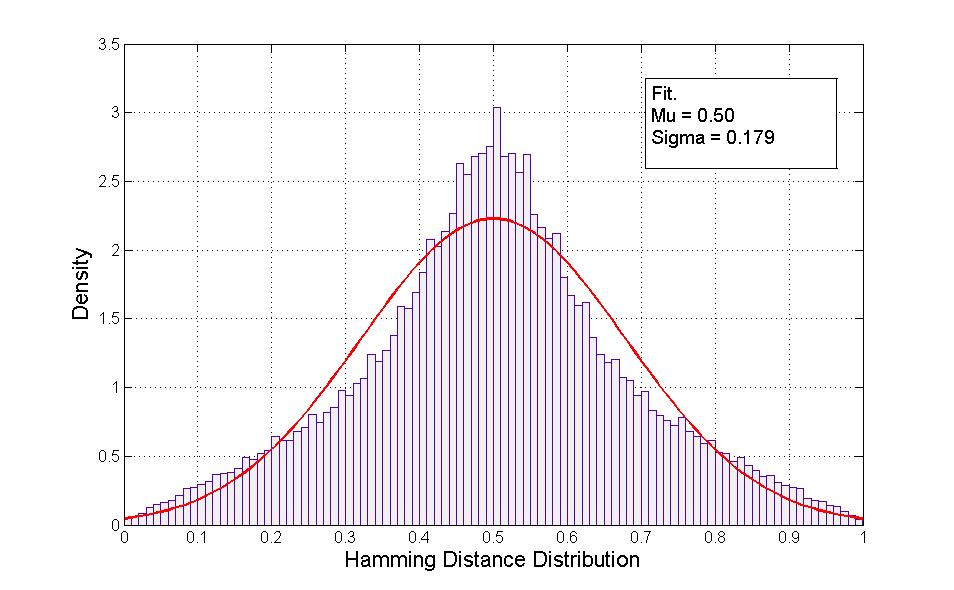 3.5
3
2.5
2
1.5
1
0.5
0
Density
Fit.
Mu = 0.50
Sigma = 0.179
0 0.1 0.2 0.3 0.4 0.5 0.6 0.7 0.8 0.9 1
Hamming Distance Distribution